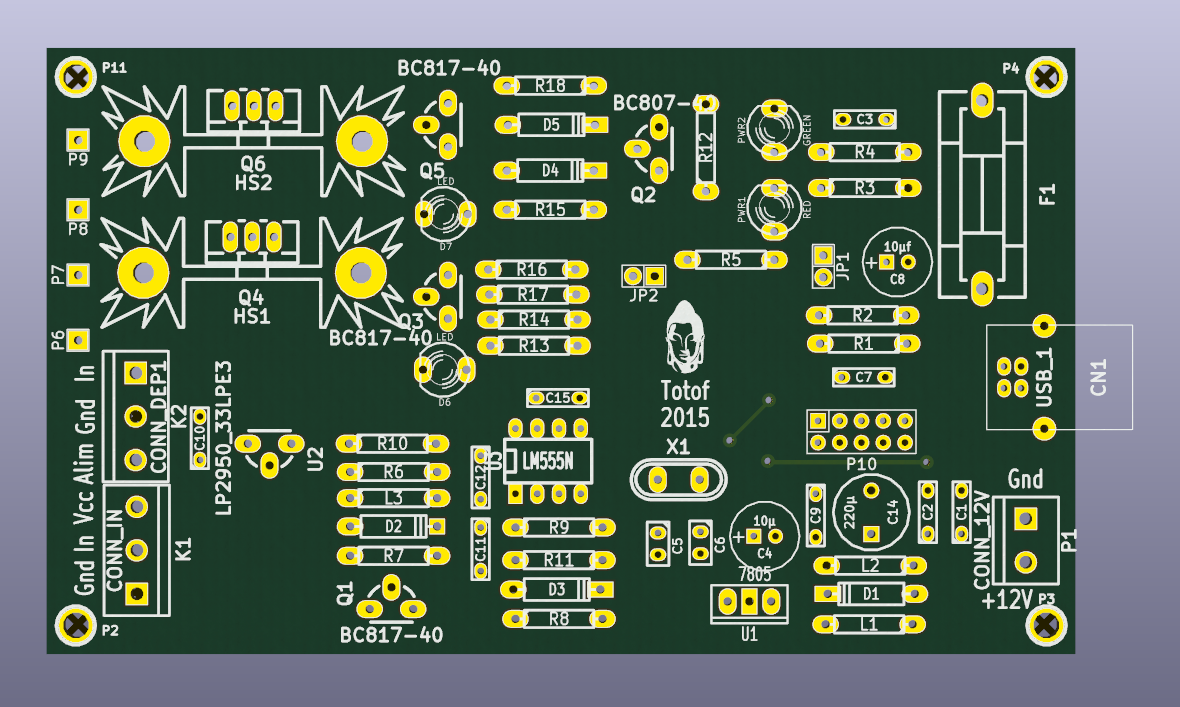 P11
BC817-40
R18
P4
BC807-4
C3
D5
PWR2
GREEN
R12
R4
P9
Q6
HS2
Q5
D4
Q2
R3
F1
LED
R15
PWR1
RED
P8
D7
10µf
+
C8
R5
JP1
P7
R16
JP2
R17
Q4
HS1
Q3
R14
R2
BC817-40
LED
R13
R1
P6
Totof
2015
C7
USB_1
CN1
D6
CONN_DEP1
K2
LP2950_33LPE3
C15
C10
U2
R10
U3
LM555N
X1
P10
Gnd In Vcc Alim Gnd In
R6
C12
Gnd
L3
C9
220µ
C14
C2
C1
CONN_12V
P1
CONN_IN
K1
D2
R9
C5
C6
10µ
+
C4
R7
C11
R11
7805
L2
Q1
D3
D1
+12V
P3
P2
BC817-40
R8
U1
L1